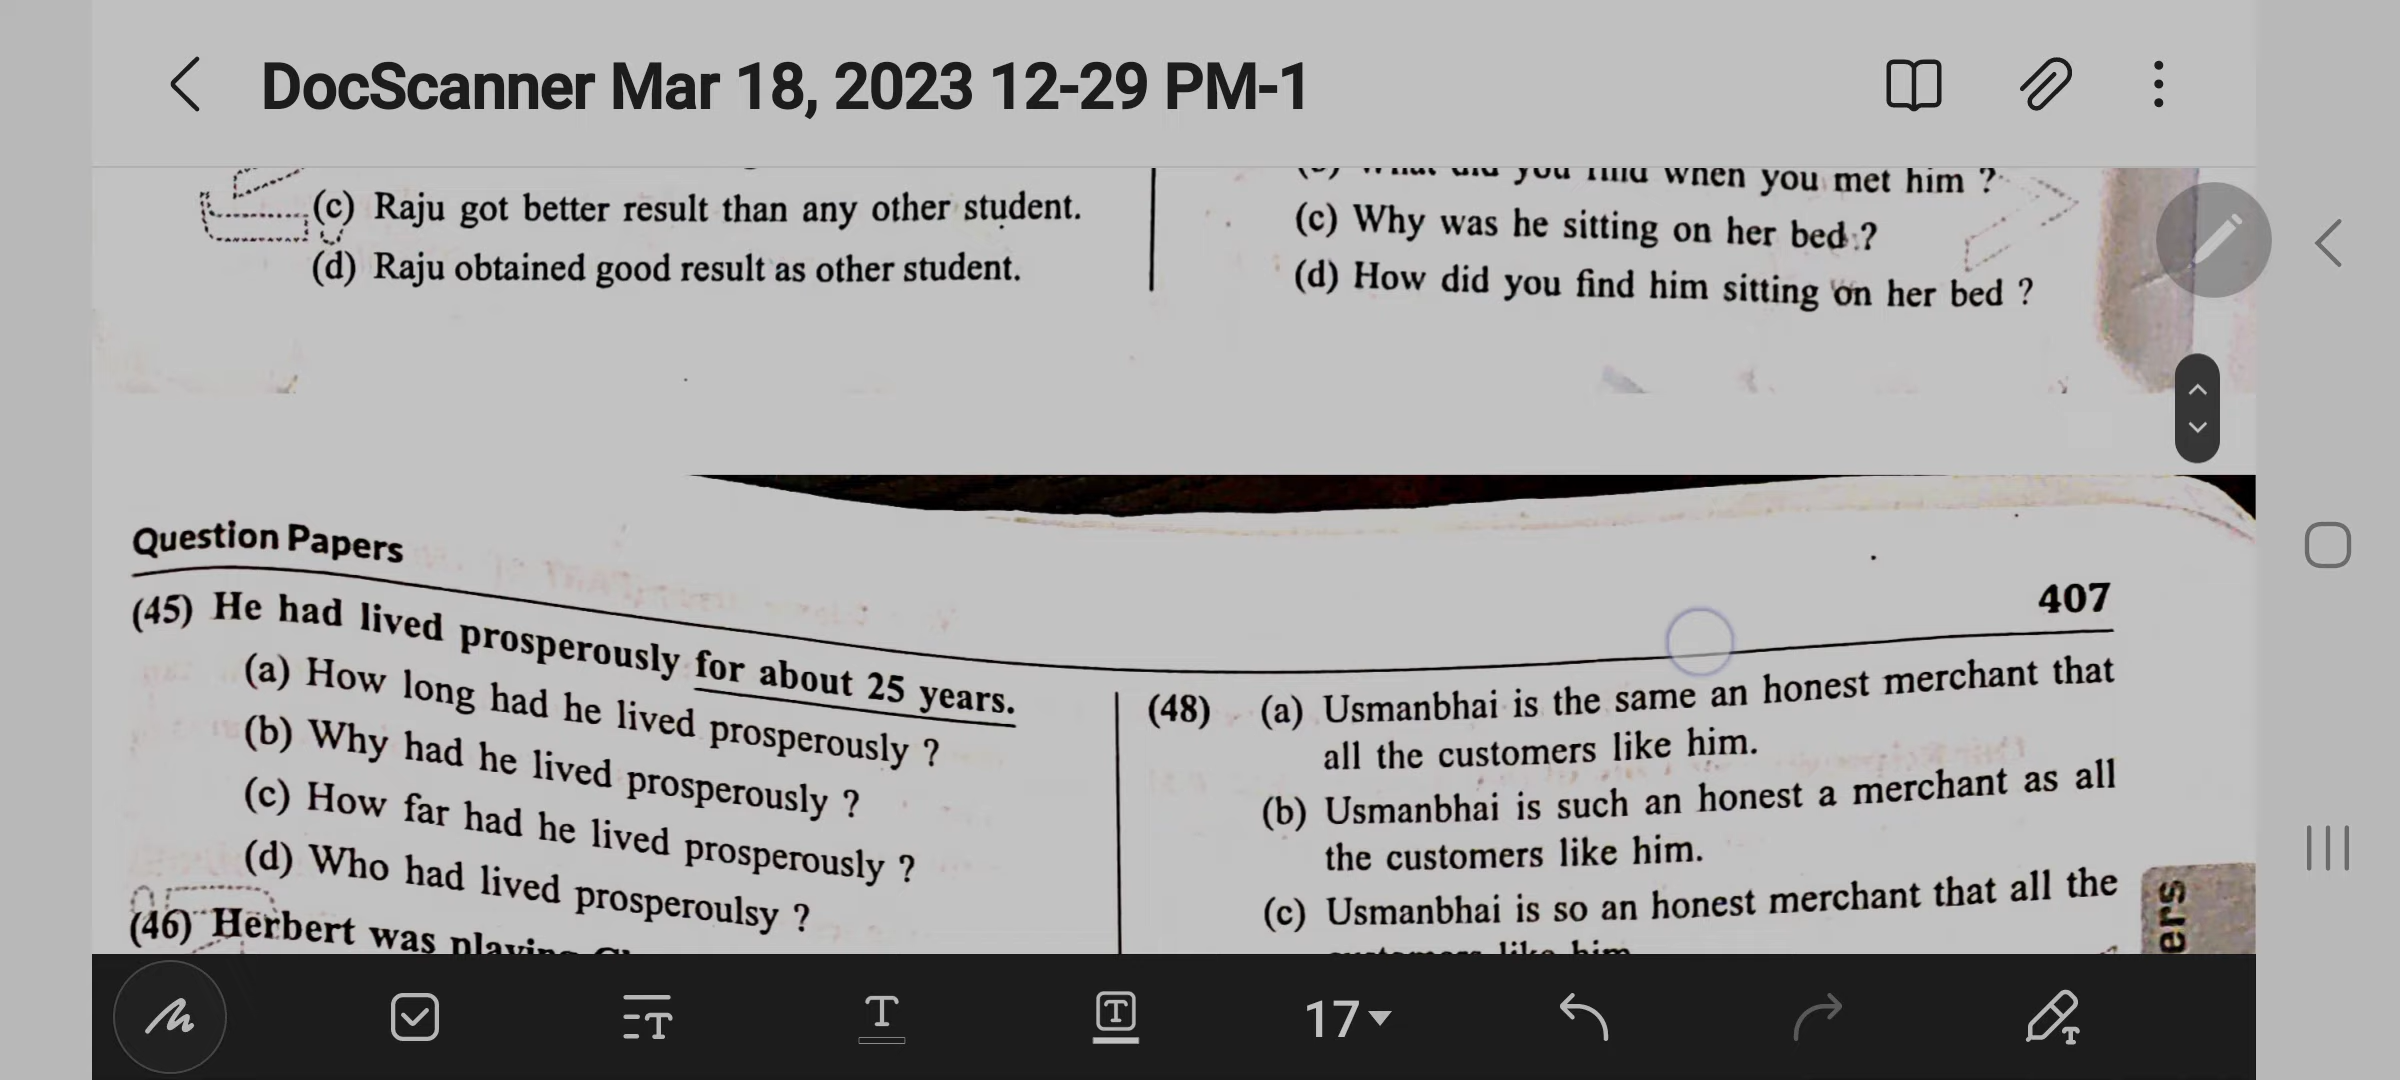 DocScanner Mar 18, 2023 12-29 PM-1
(c) Raju got better result than any other student.
(d) Raju obtained good result as other student.
you find when you met him ?
(c) Why was he sitting on her bed ?
(d) How did you find him sitting on her bed ?
Question Papers
407
(45) He had lived prosperously for about 25 years.
(a) How long had he lived prosperously ?
(b) Why had he lived prosperously ?
(c) How far had he lived prosperously ?
(d) Who had lived prosperoulsy ?
(46) Herbert was playing
(48) (a) Usmanbhai is the same an honest merchant that
all the customers like him.
(b) Usmanbhai is such an honest a merchant as all
the customers like him.
(c) Usmanbhai is so an honest merchant that all the
customers like him
ers
17